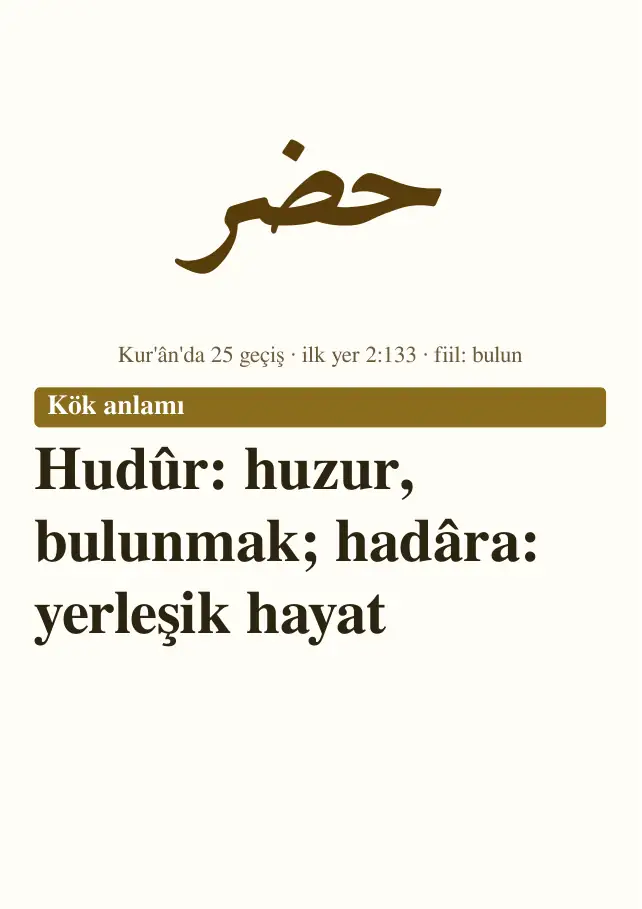 حضر
Kur'ân'da 25 geçiş · ilk yer 2:133 · fiil: bulun
Kök anlamı
Hudûr: huzur,
bulunmak; hadâra:
yerleşik hayat